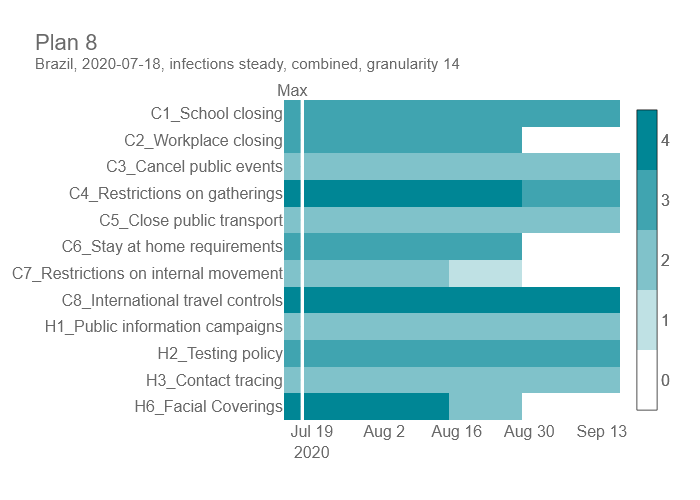 Plan 8
Brazil, 2020-07-18, infections steady, combined, granularity 14
Max
C1_School closing
C2_Workplace closing
C3_Cancel public events
C4_Restrictions on gatherings
C5_Close public transport
C6_Stay at home requirements
C7_Restrictions on internal movement
C8_International travel controls
H1_Public information campaigns
H2_Testing policy
H3_Contact tracing
H6_Facial Coverings
4
3
2
1
0
Jul 19 Aug 2 Aug 16 Aug 30 Sep 13
2020